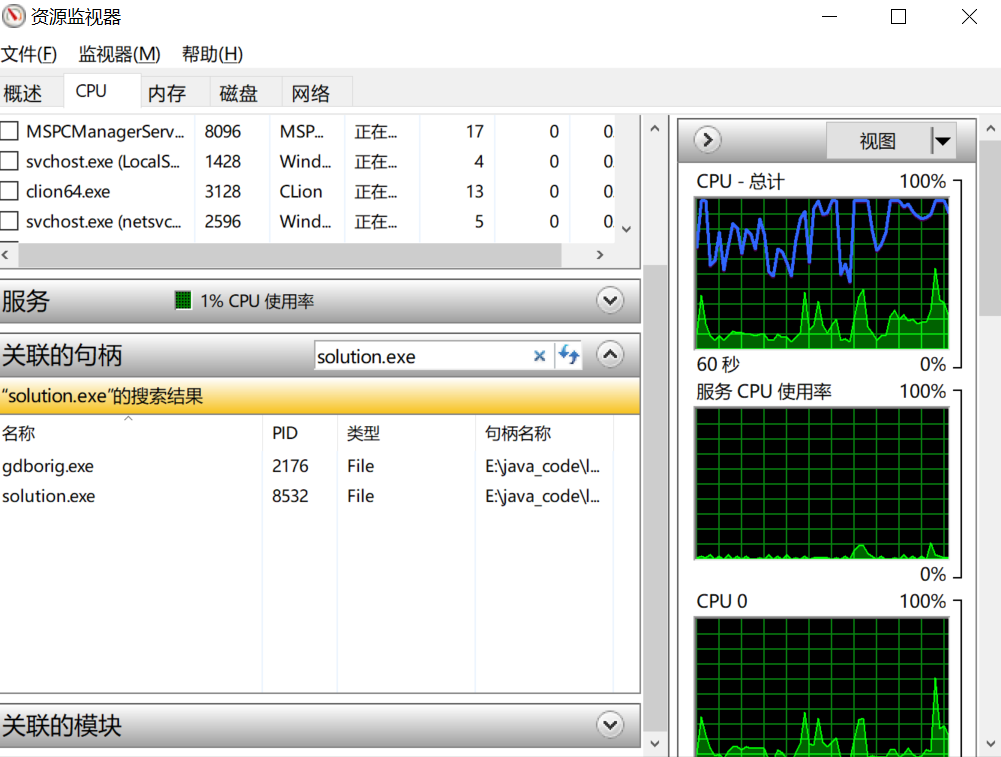 资源监视器
文件(F) 监视器(M) 帮助(H)
概述 CPU 内存 磁盘 网络
MSPCManagerServ... 8096 MSP... 正在... 17 0 0.
svchost.exe (LocalS... 1428 Wind... 正在... 4 0 0.
clion64.exe 3128 CLion 正在... 13 0 0.
svchost.exe (netsvc... 2596 Wind... 正在... 5 0 0.
服务 1% CPU 使用率
关联的句柄 solution.exe
“solution.exe”的搜索结果
名称 PID 类型 句柄名称
gdborig.exe 2176 File E:\java_code\l...
solution.exe 8532 File E:\java_code\l...
关联的模块
视图
CPU - 总计 100%
60 秒 0%
服务 CPU 使用率 100%
0%
CPU 0 100%